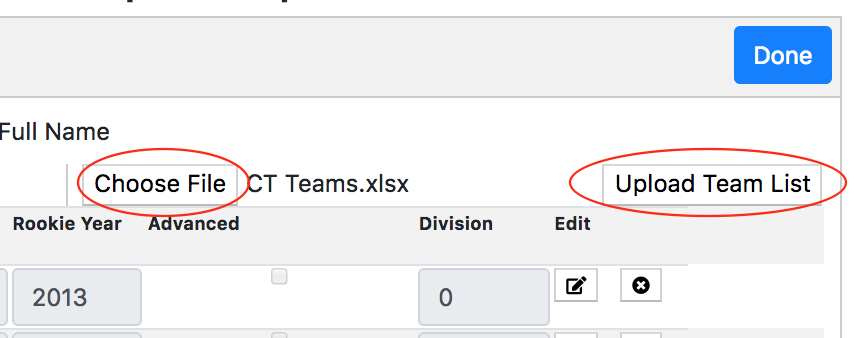 Done
Full Name
Choose File CT Teams.xlsx Upload Team List
Rookie Year Advanced Division Edit
2013 0